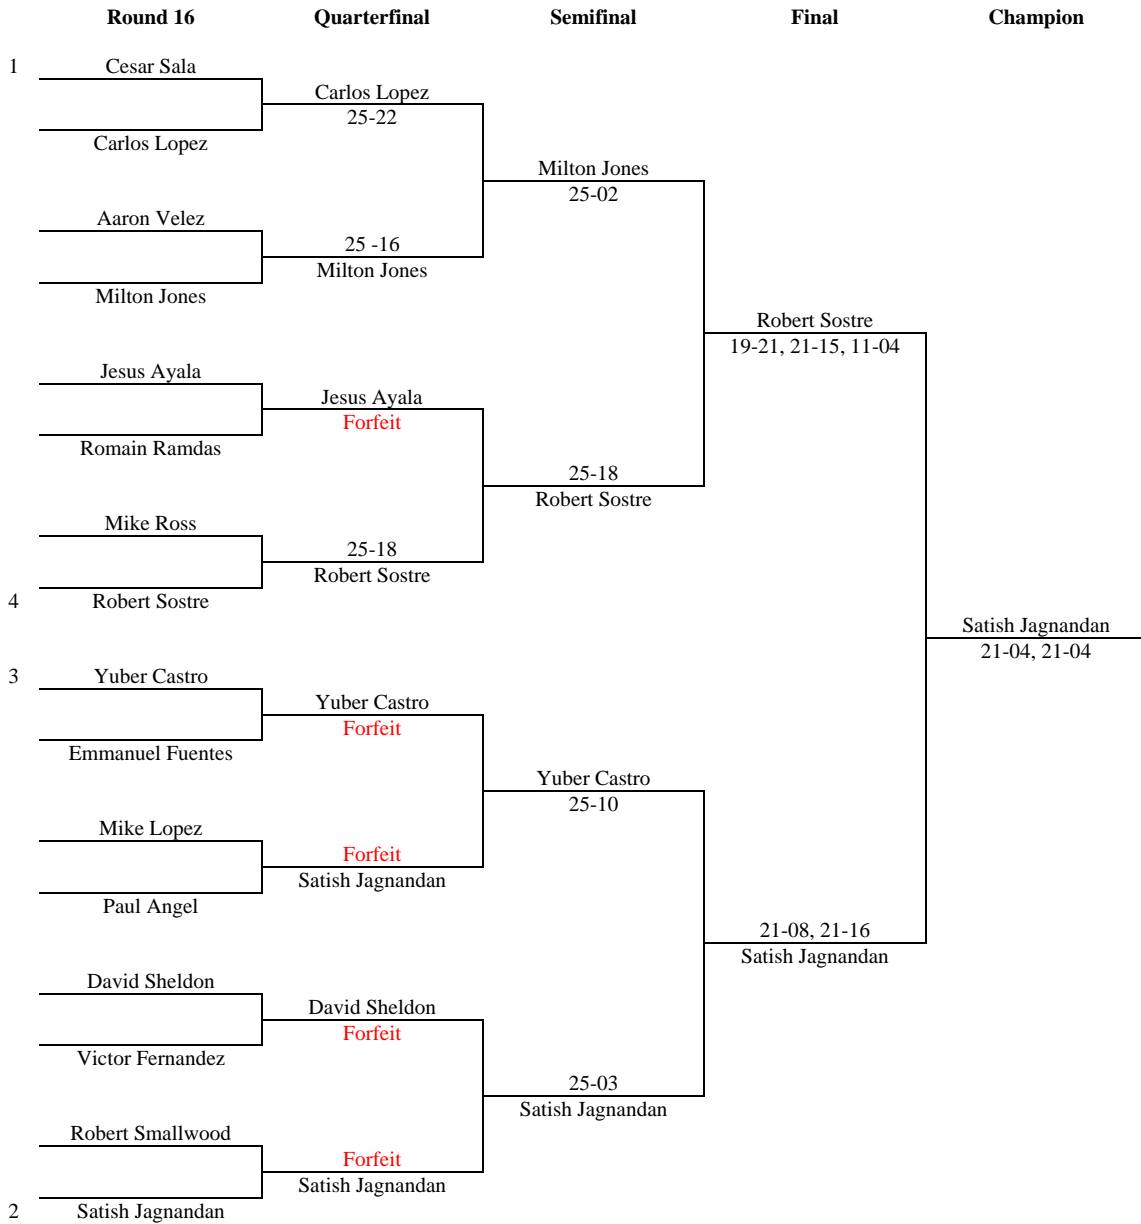 Round 16 Quarterfinal Semifinal Final Champion
1 Cesar Sala
Carlos Lopez
25-22
Carlos Lopez
Milton Jones
25-02
Aaron Velez
25 -16
Milton Jones
Milton Jones
Robert Sostre
19-21, 21-15, 11-04
Jesus Ayala
Jesus Ayala
Forfeit
Romain Ramdas
25-18
Robert Sostre
Mike Ross
25-18
Robert Sostre
4 Robert Sostre
Satish Jagnandan
21-04, 21-04
3 Yuber Castro
Yuber Castro
Forfeit
Emmanuel Fuentes
Yuber Castro
25-10
Mike Lopez
Forfeit
Satish Jagnandan
Paul Angel
21-08, 21-16
Satish Jagnandan
David Sheldon
David Sheldon
Forfeit
Victor Fernandez
25-03
Satish Jagnandan
Robert Smallwood
Forfeit
Satish Jagnandan
2 Satish Jagnandan